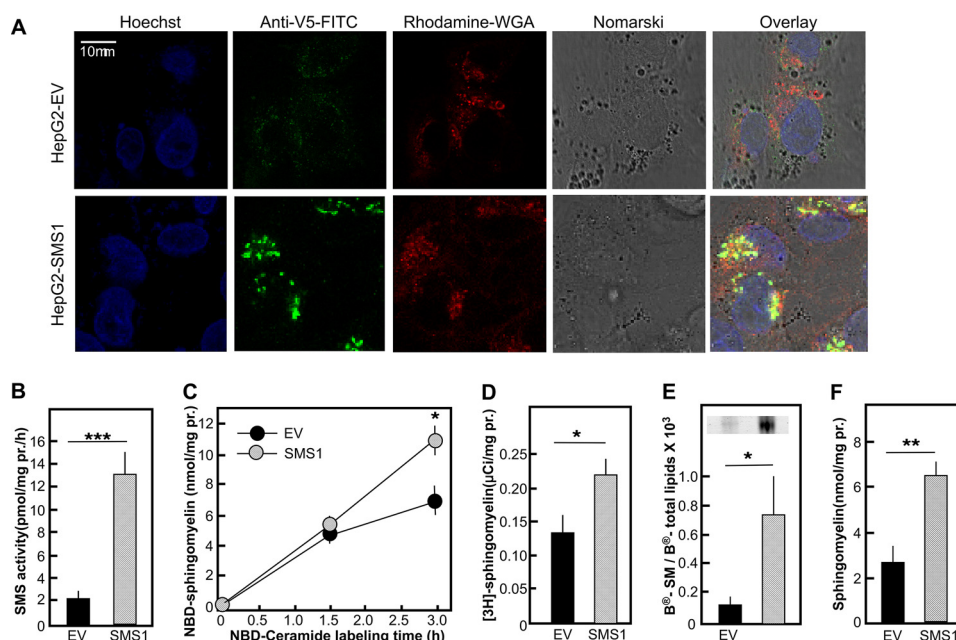 A
Hoechst Anti-V5-FITC Rhodamine-WGA Nomarski Overlay
10mm
HepG2-EV
HepG2-SMS1
B
SMS activity(pmol/mg pr./h)
16
14
12
10
8
6
4
2
0
***
EV SMS1
C
NBD-sphingomyelin (nmol/mg pr.)
12
10
8
6
4
2
0
EV
SMS1
*
0 0.5 1.0 1.5 2.0 2.5 3.0
NBD-Ceramide labeling time (h)
D
[3H]-sphingomyelin(µCi/mg pr.)
0.25
0.20
0.15
0.10
0.05
0
*
EV SMS1
E
B®- SM / B®- total lipids X 10³
1.0
0.8
0.6
0.4
0.2
0.0
*
EV SMS1
F
Sphingomyelin(nmol/mg pr.)
8
6
4
2
0
**
EV SMS1